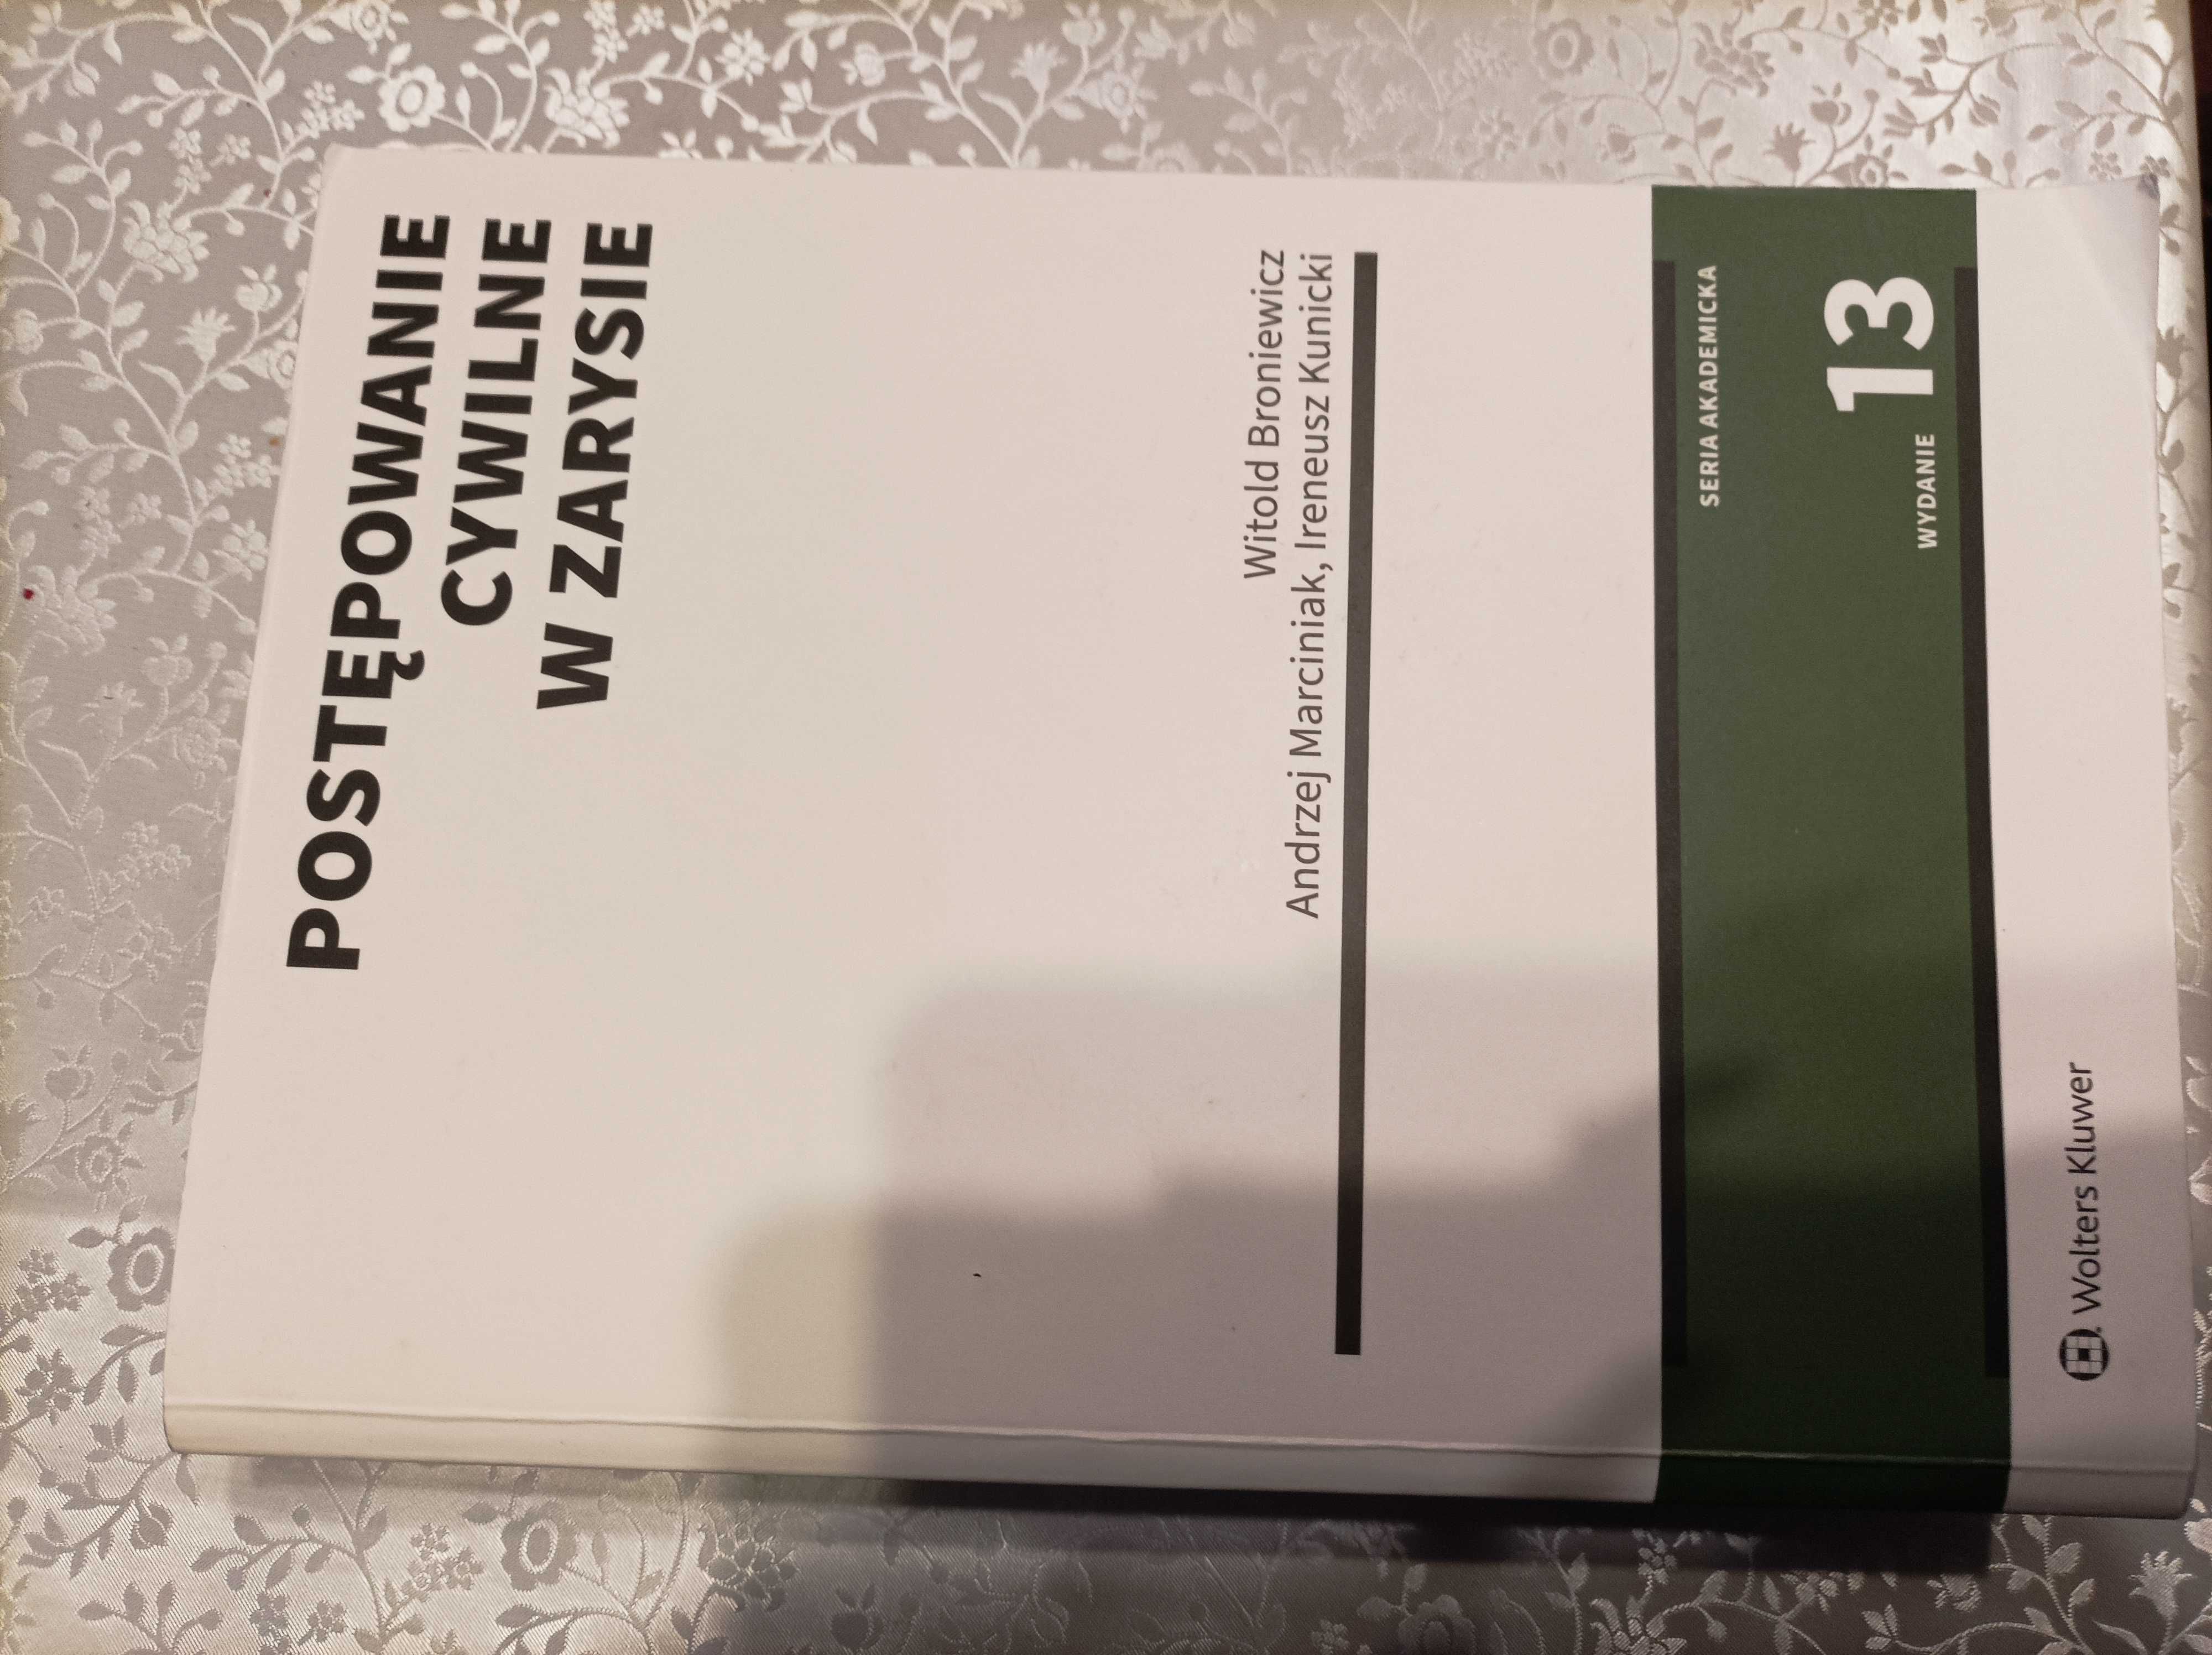 POSTĘPOWANIE
CYWILNE
W ZARYSIE
Witold Broniewicz
Andrzej Marciniak, Ireneusz Kunicki
SERIA AKADEMICKA
WYDANIE 13
Wolters Kluwer